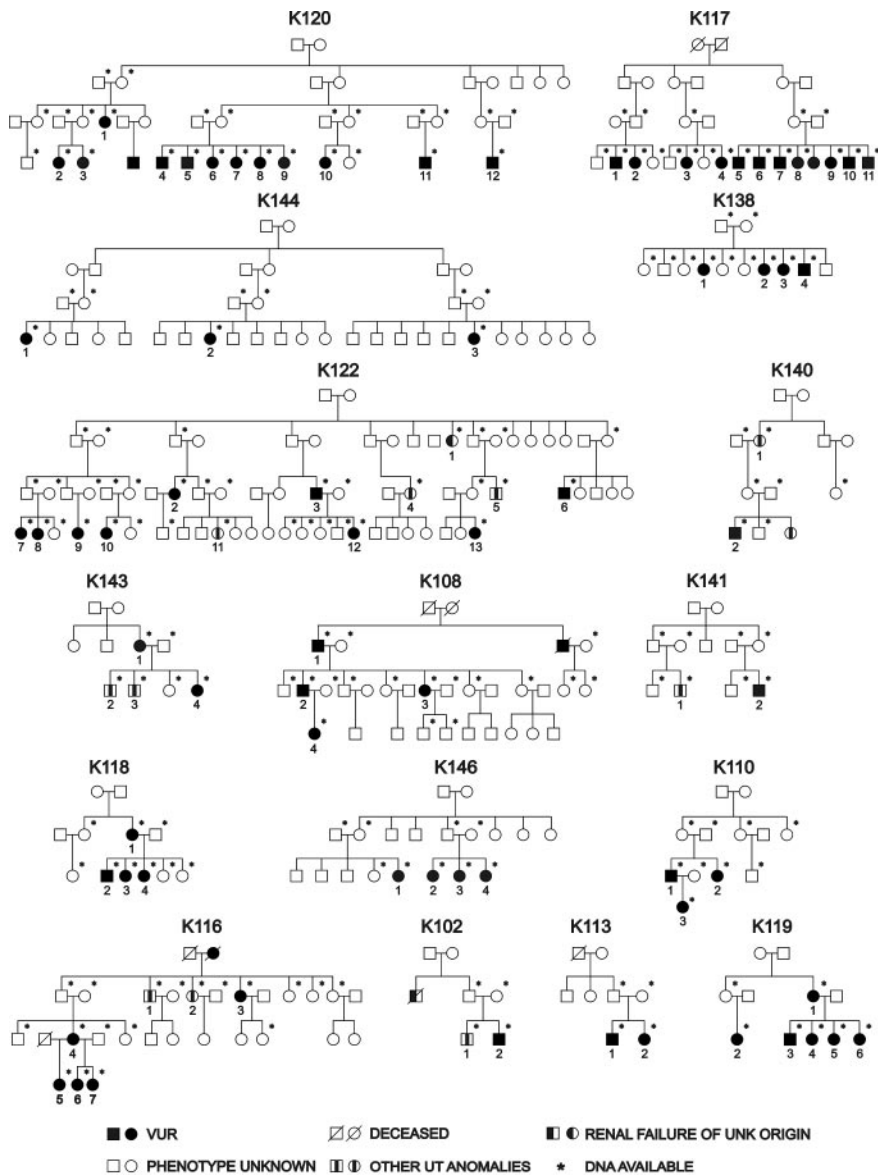 K120 K117
1
2 3 4 5 6 7 8 9 10 11 12
1 2 3 4 5 6 7 8 9 10 11
K144 K138
1 2 3 4
1 2 3
K122 K140
1 1
2 3 4 5 6
7 8 9 10 11 12 13 2
K143 K108 K141
1 1
2 3 4 2 3 1 2
4
K118 K146 K110
1
2 3 4 1 2 3 4 1 2
3
K116 K102 K113 K119
1 2 3 1
4 1 2 1 2 2 3 4 5 6
5 6 7
VUR DECEASED RENAL FAILURE OF UNK ORIGIN
PHENOTYPE UNKNOWN OTHER UT ANOMALIES * DNA AVAILABLE